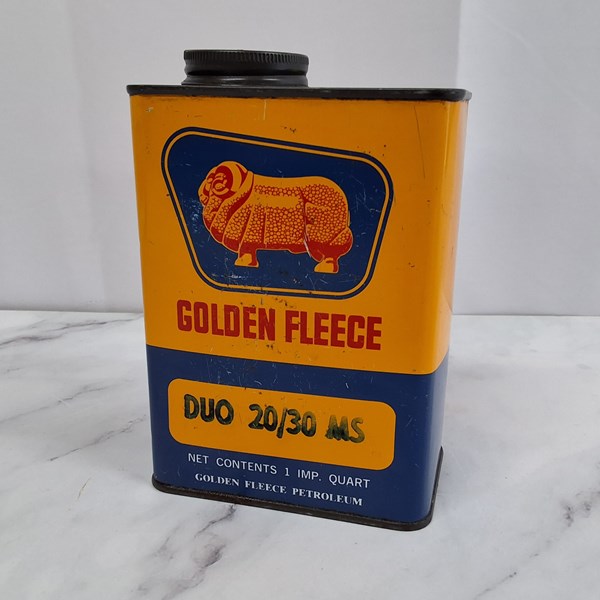 GOLDEN FLEECE
DUO 20/30 MS
NET CONTENTS 1 IMP. QUART
GOLDEN FLEECE PETROLEUM